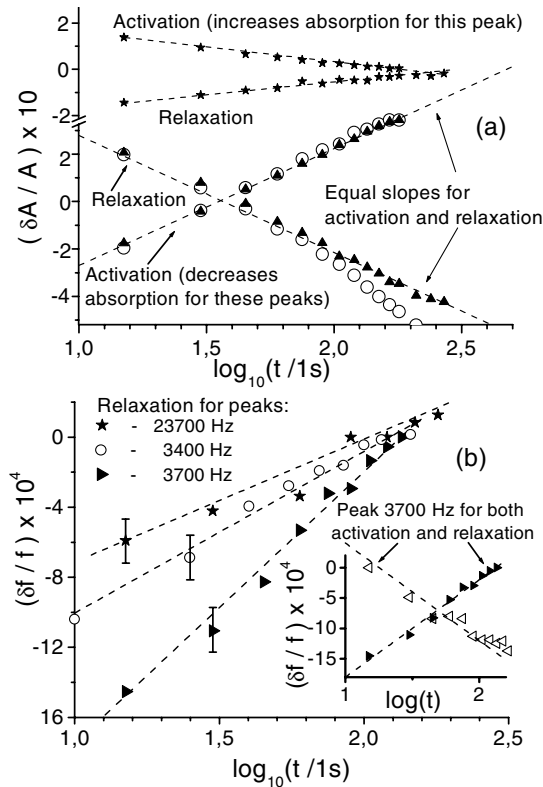 ( δA / A ) x 10
2
0
-2
2
0
-2
-4
Activation (increases absorption for this peak)
Relaxation
(a)
Relaxation
Equal slopes for
activation and relaxation
Activation (decreases
absorption for these peaks)
1,0
1,5
2,0
2,5
log10(t /1s)
(δf / f ) x 10^4
0
-4
-8
-10
16
Relaxation for peaks:
- 23700 Hz
- 3400 Hz
- 3700 Hz
(b)
Peak 3700 Hz for both
activation and relaxation
(δf / f) x 10^4
0
-5
-10
-15
1
2
log(t)
1,0
1,5
2,0
2,5
log10(t /1s)